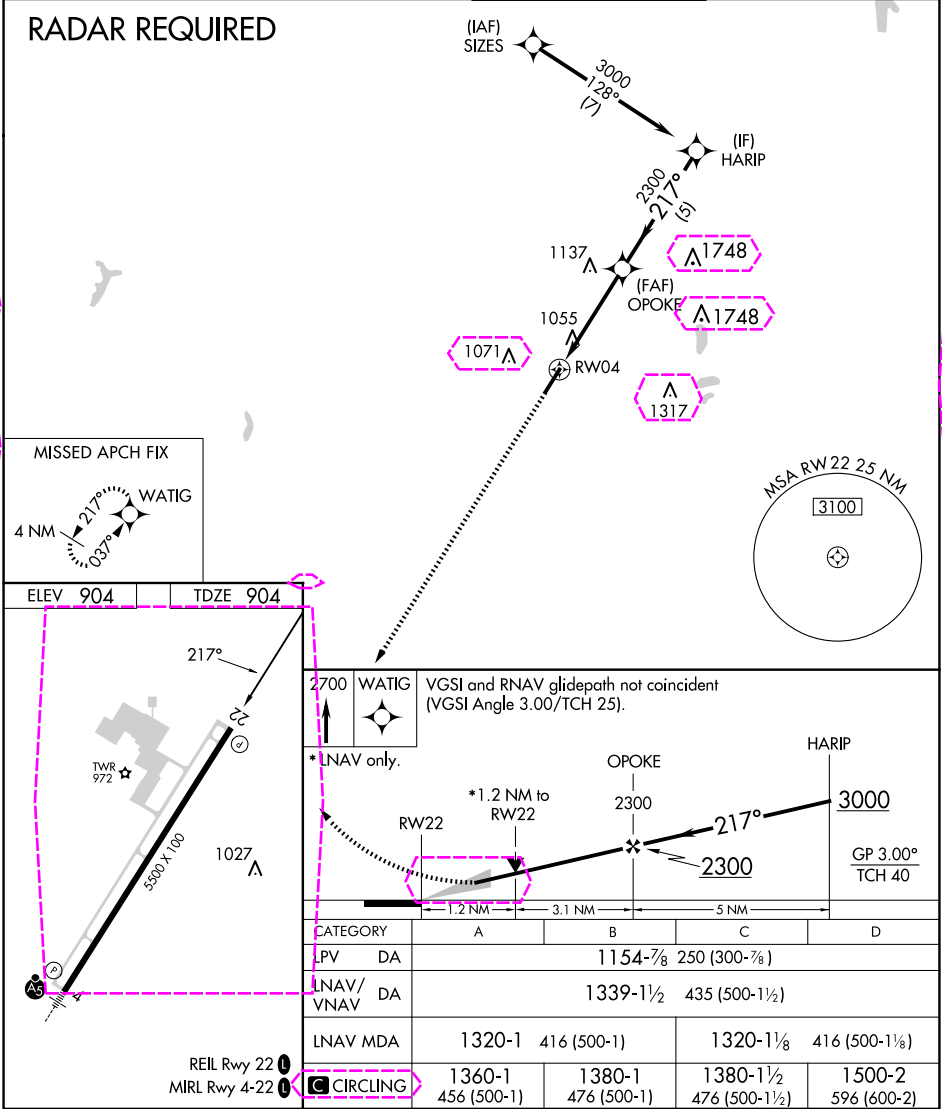 RADAR REQUIRED
(IAF)
SIZES
3000
128°
(7)
(IF)
HARIP
2300
217°
(5)
1137
1748
(FAF)
OPOKE
1748
1055
1071
RW04
1317
MISSED APCH FIX
WATIG
217°
4 NM
037°
MSA RW 22 25 NM
3100
ELEV 904
TDZE 904
217°
22
P
TWR
972
5500 X 100
1027
P
A5
4
REIL Rwy 22 L
MIRL Rwy 4-22 L
2700
WATIG
VGSI and RNAV glidepath not coincident
(VGSI Angle 3.00/TCH 25).
* LNAV only.
OPOKE
HARIP
*1.2 NM to
RW22
2300
3000
RW22
217°
2300
GP 3.00°
TCH 40
1.2 NM
3.1 NM
5 NM
CATEGORY A B C D
LPV DA 1154-⅞ 250 (300-⅞)
LNAV/
VNAV DA 1339-1½ 435 (500-1½)
LNAV MDA 1320-1 416 (500-1) 1320-1⅛ 416 (500-1⅛)
C CIRCLING 1360-1 1380-1 1380-1½ 1500-2
456 (500-1) 476 (500-1) 476 (500-1½) 596 (600-2)